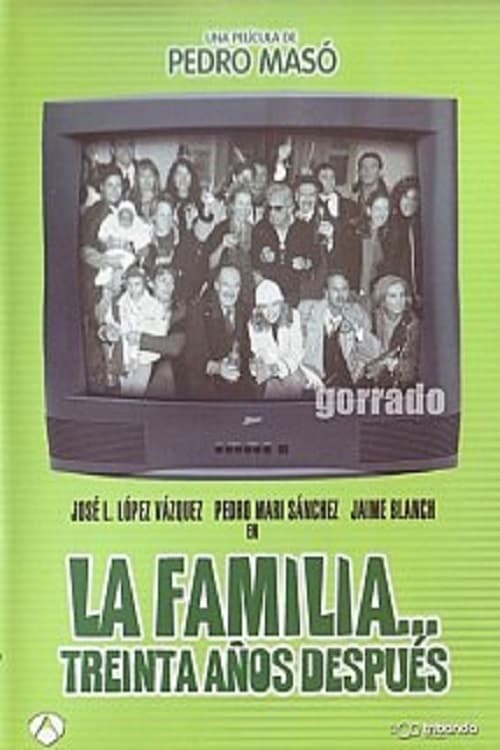 UNA PELÍCULA DE
PEDRO MASÓ
gorrado
JOSÉ L. LÓPEZ VÁZQUEZ PEDRO MARI SÁNCHEZ JAIME BLANCH
EN
LA FAMILIA...
TREINTA AÑOS DESPUÉS
tribanda